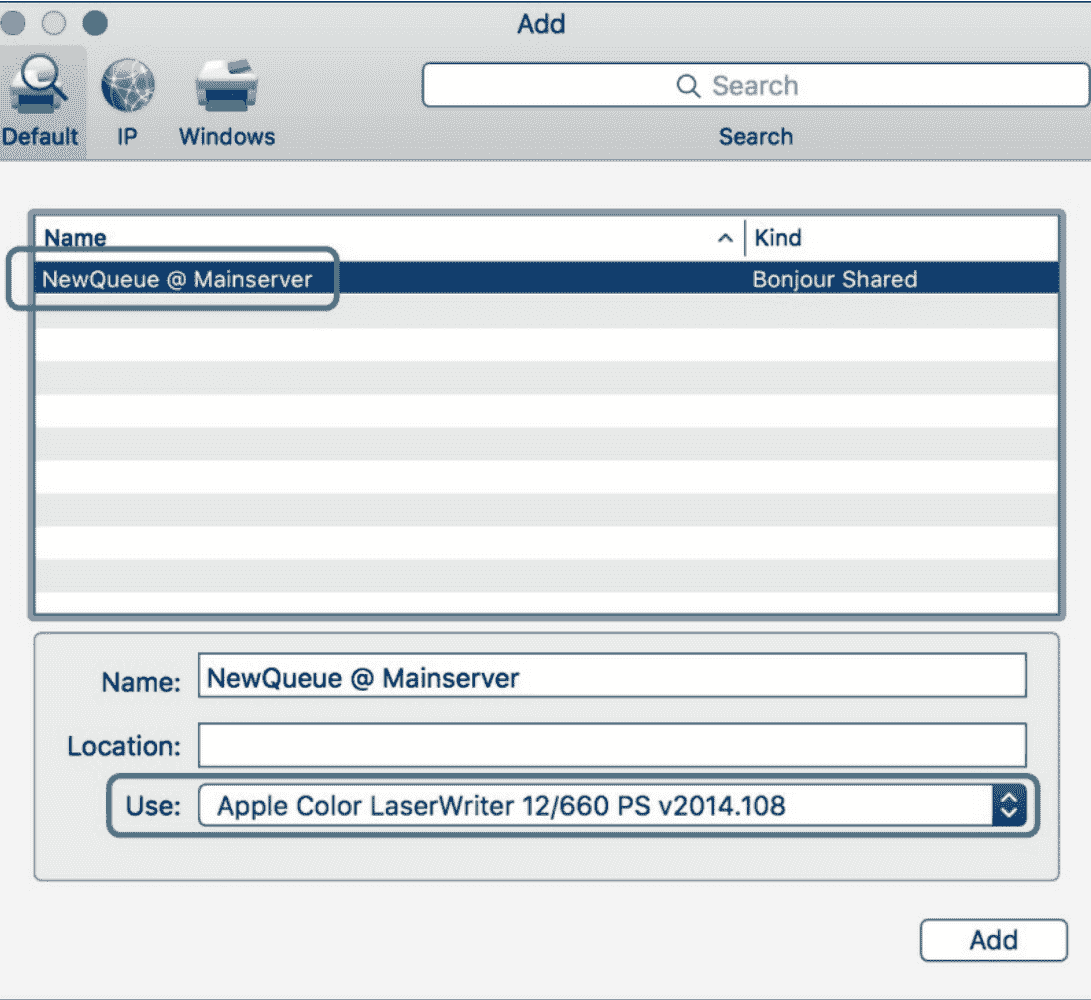 Add
Default IP Windows Search
Search
Name Kind
NewQueue @ Mainserver Bonjour Shared
Name: NewQueue @ Mainserver
Location:
Use: Apple Color LaserWriter 12/660 PS v2014.108
Add